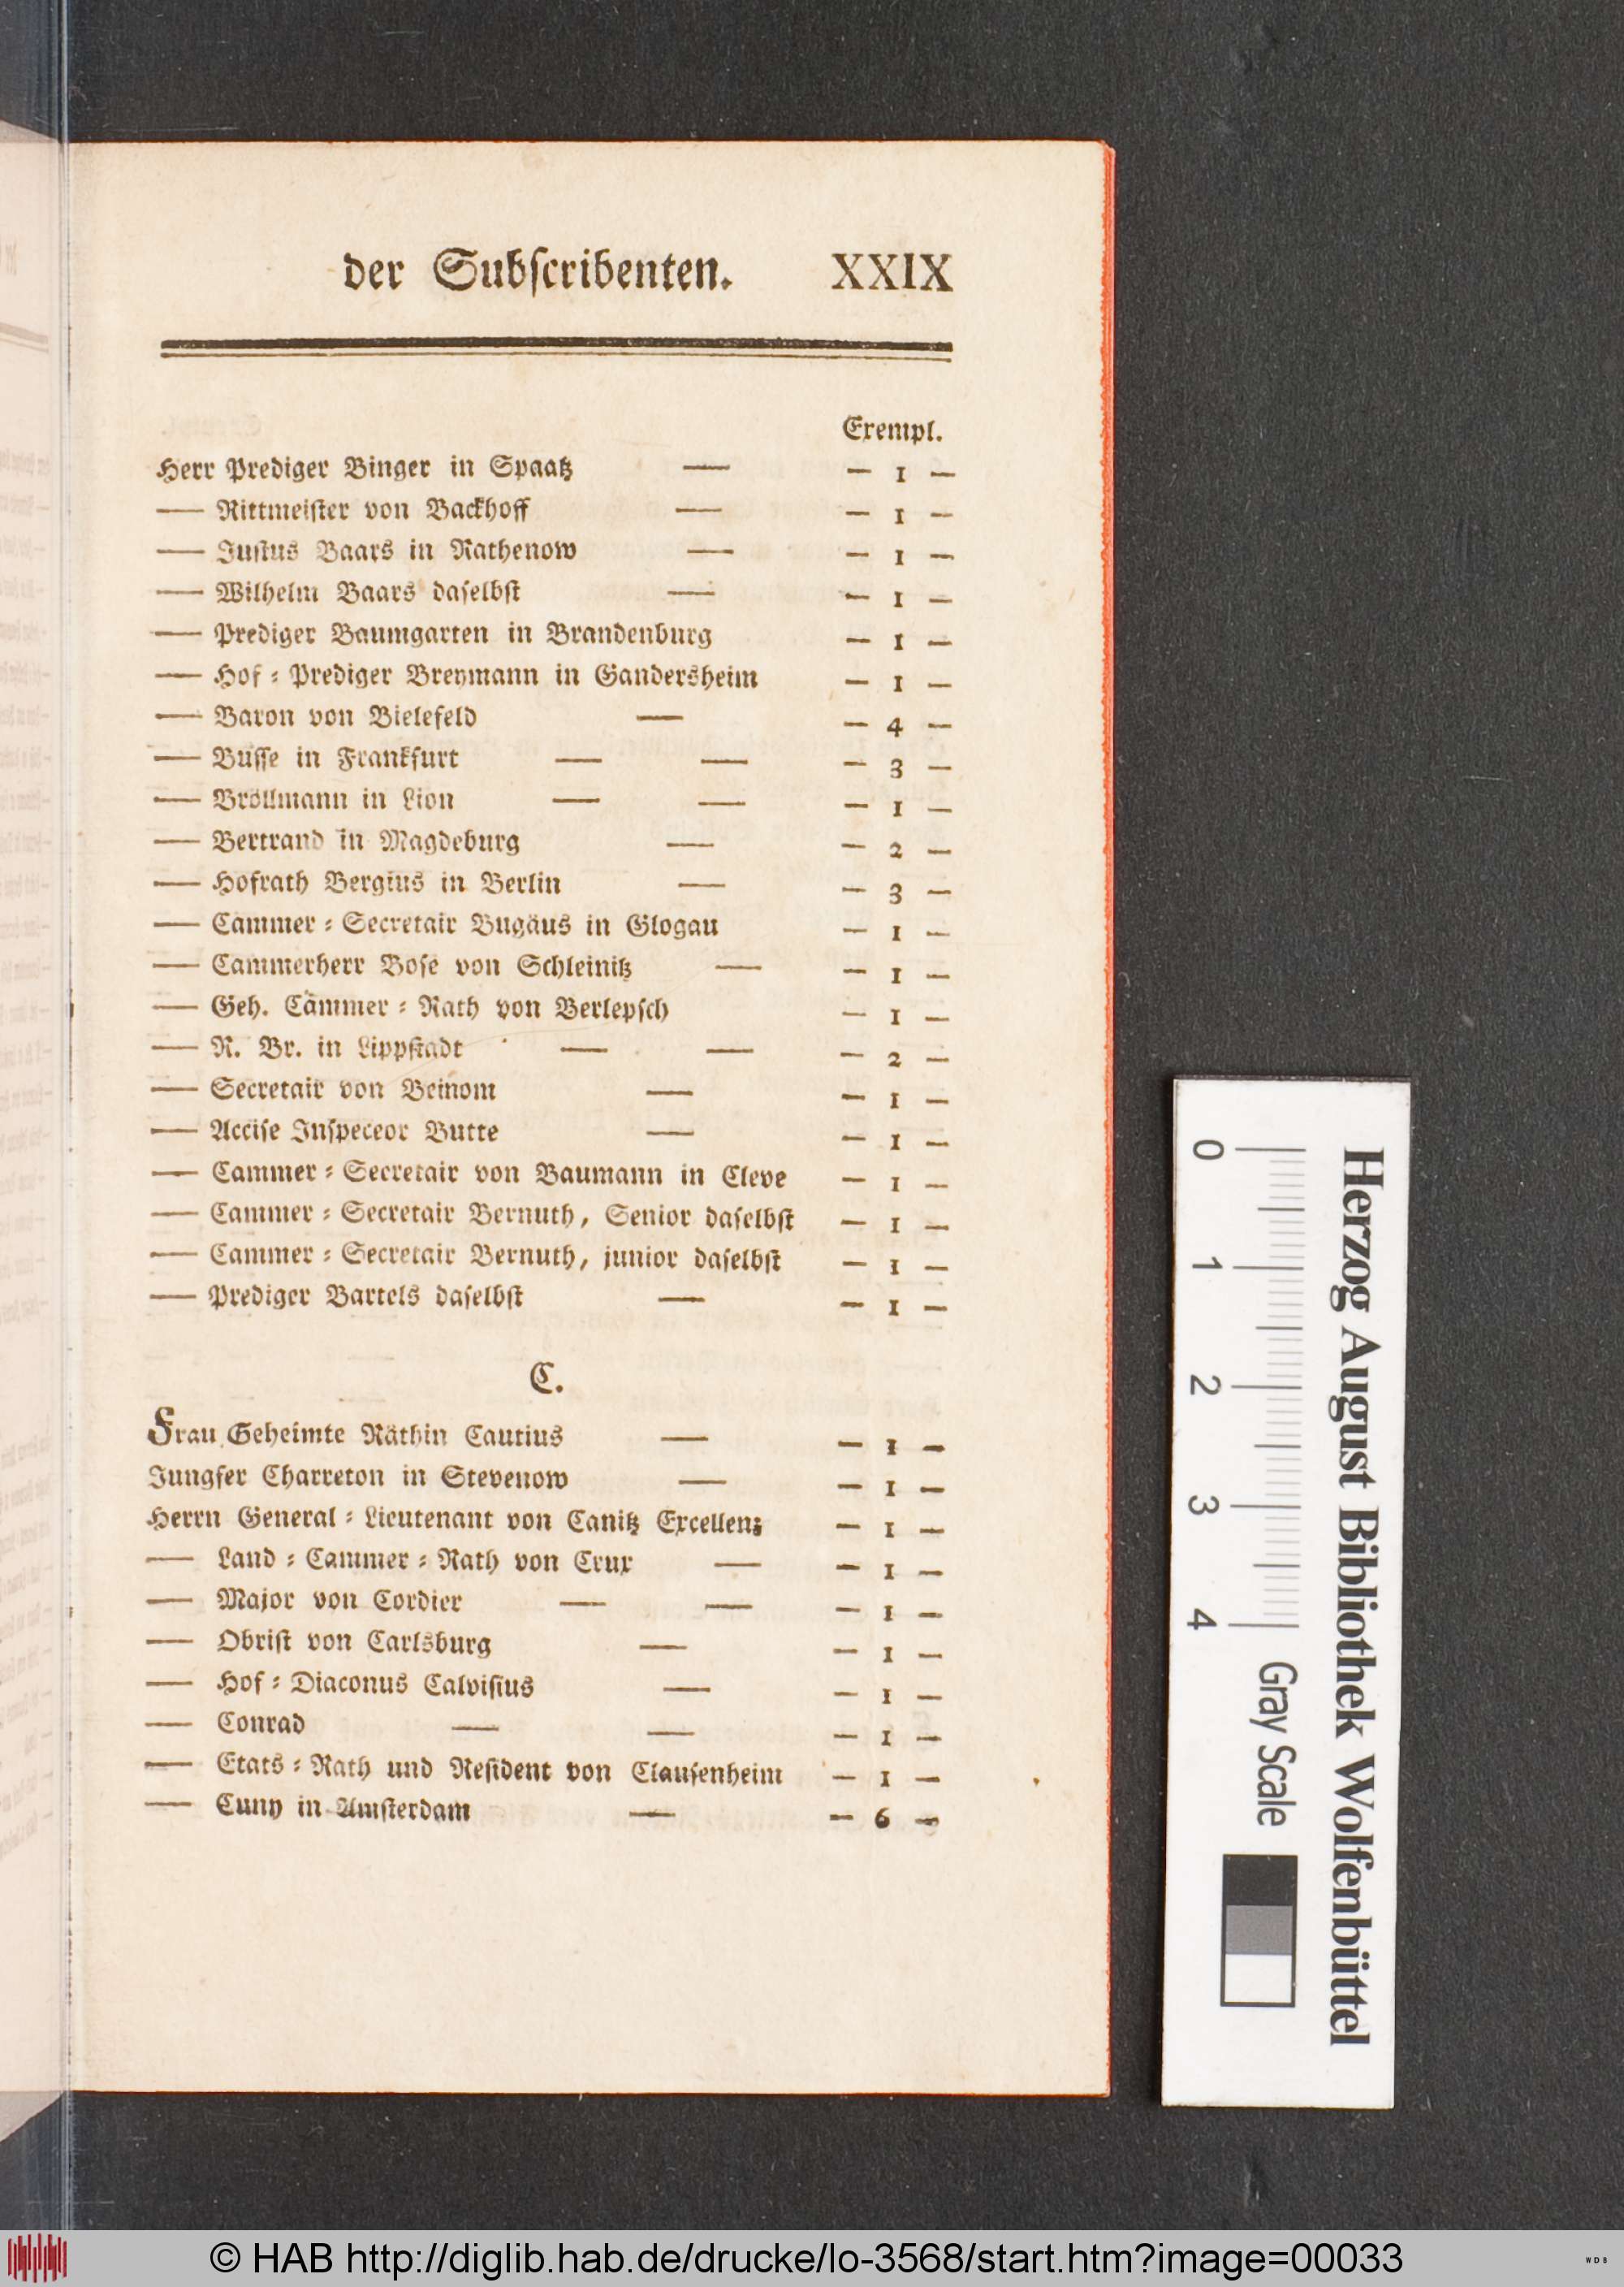 der Subſcribenten. XXIX
Exempl.
Herr Prediger Binger in Spaatz — — 1 —
— Rittmeiſter von Backhoff — — 1 —
— Juſtus Baars in Rathenow — — 1 —
— Wilhelm Baars daſelbſt — — 1 —
— Prediger Baumgarten in Brandenburg — 1 —
— Hof⸗Prediger Breymann in Gandersheim — 1 —
— Baron von Bielefeld — — 4 —
— Buſſe in Frankfurt — — — 3 —
— Bröllmann in Lion — — — 1 —
— Bertrand in Magdeburg — — 2 —
— Hofrath Bergius in Berlin — — 3 —
— Cammer⸗Secretair Bugäus in Glogau — 1 —
— Cammerherr Boſe von Schleinitz — — 1 —
— Geh. Cämmer⸗Rath von Berlepſch — 1 —
— R. Br. in Lippſtadt — — — 2 —
— Secretair von Beinom — — 1 —
— Acciſe Inſpeceor Butte — — 1 —
— Cammer⸗Secretair von Baumann in Cleve — 1 —
— Cammer⸗Secretair Bernuth, Senior daſelbſt — 1 —
— Cammer⸗Secretair Bernuth, junior daſelbſt — 1 —
— Prediger Bartels daſelbſt — — 1 —
C.
Frau Geheimte Räthin Cautius — — 1 —
Jungfer Charreton in Stevenow — — 1 —
Herrn General⸗Lieutenant von Canitz Excellenz — 1 —
— Land⸗Cammer⸗Rath von Crux — — 1 —
— Major von Cordier — — — 1 —
— Obriſt von Carlsburg — — 1 —
— Hof⸗Diaconus Calviſius — — 1 —
— Conrad — — — 1 —
— Etats⸗Rath und Reſident von Clauſenheim — 1 —
— Cuny in Amſterdam — — 6 —
Herzog August Bibliothek Wolfenbüttel
0 1 2 3 4 Gray Scale
© HAB http://diglib.hab.de/drucke/lo-3568/start.htm?image=00033
WDB